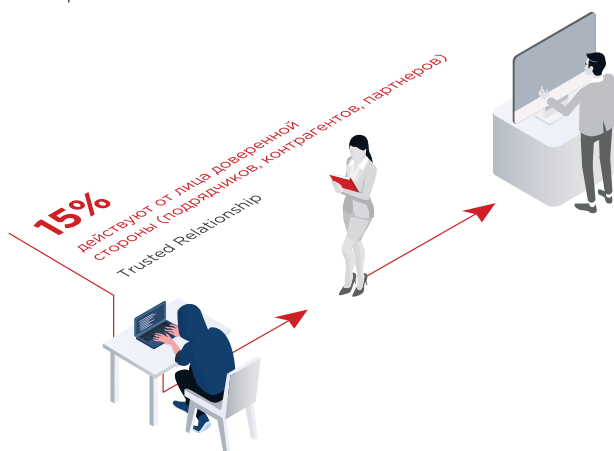 15%
действуют от лица доверенной
стороны (подрядчиков, контрагентов, партнеров)
Trusted Relationship